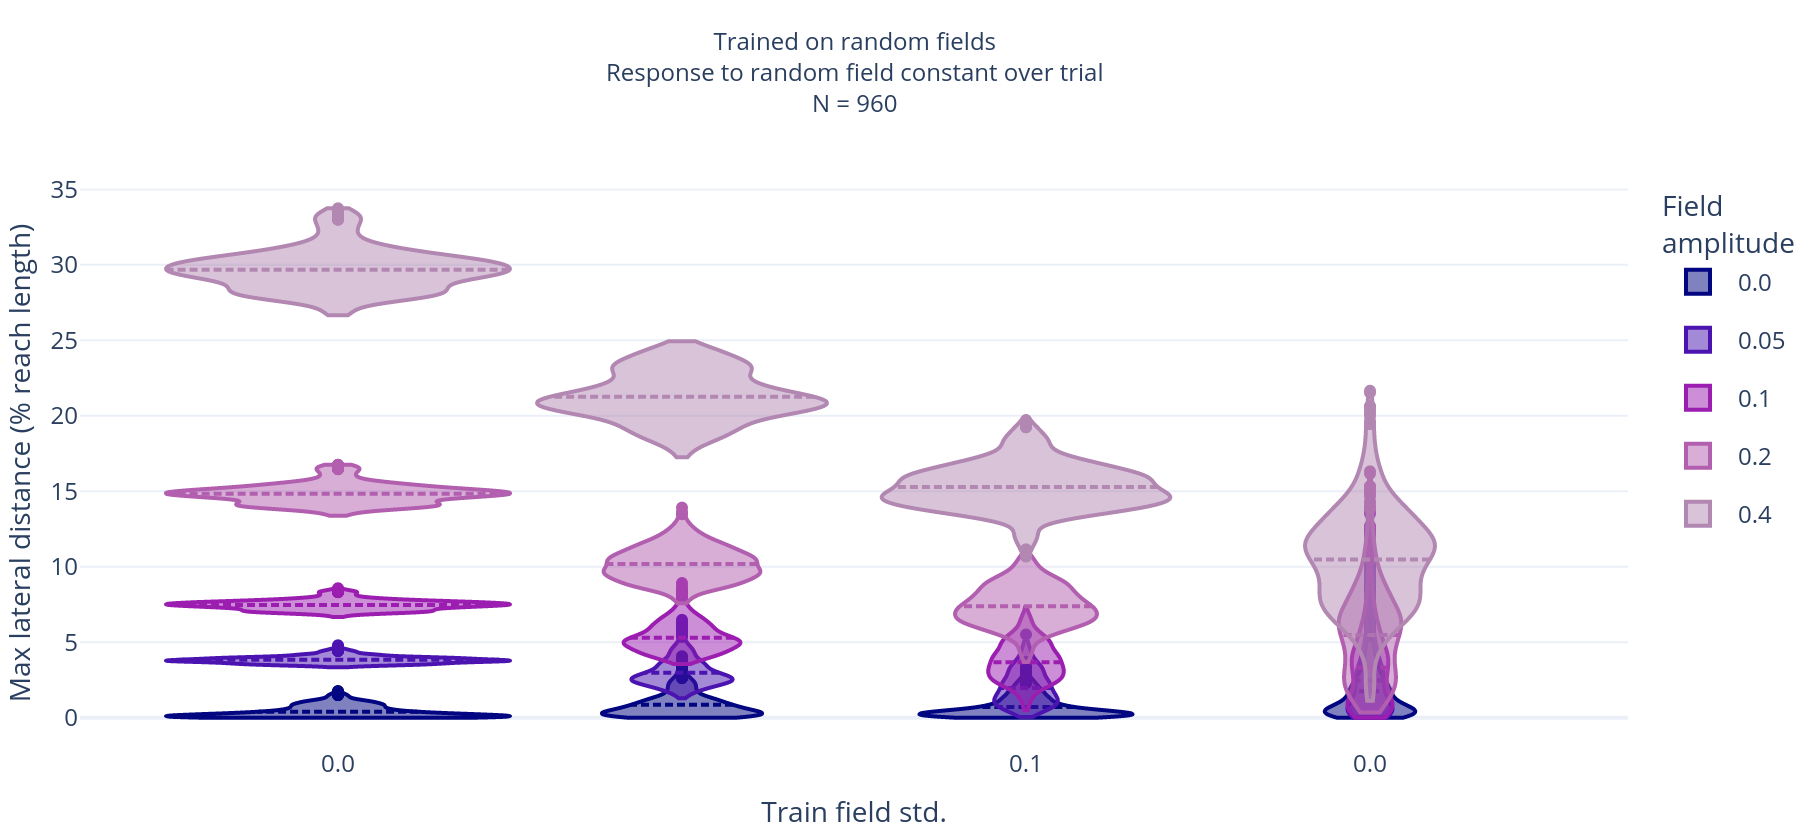 Trained on random fields
Response to random field constant over trial
N = 960
Max lateral distance (% reach length)
35
30
25
20
15
10
5
0
0.0
0.1
0.0
Train field std.
Field
amplitude
0.0
0.05
0.1
0.2
0.4